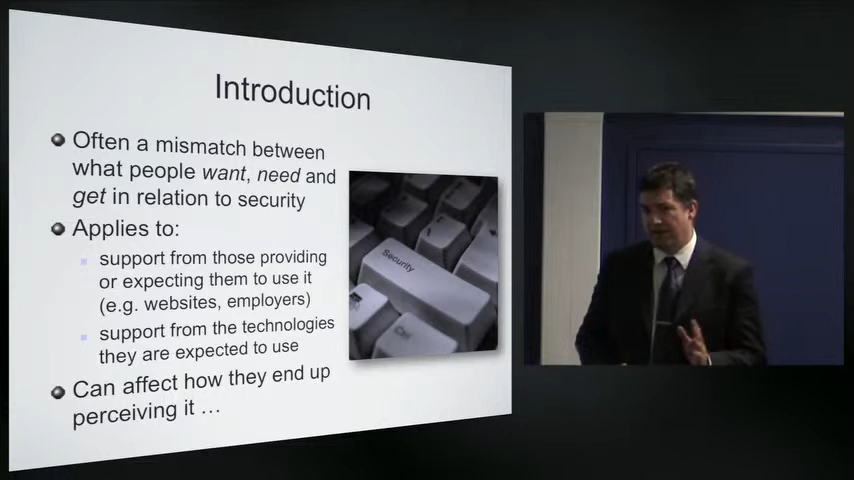 Introduction
Often a mismatch between
what people want, need and
get in relation to security
Applies to:
support from those providing
or expecting them to use it
(e.g. websites, employers)
support from the technologies
they are expected to use
Can affect how they end up
perceiving it …
Security
Ctrl